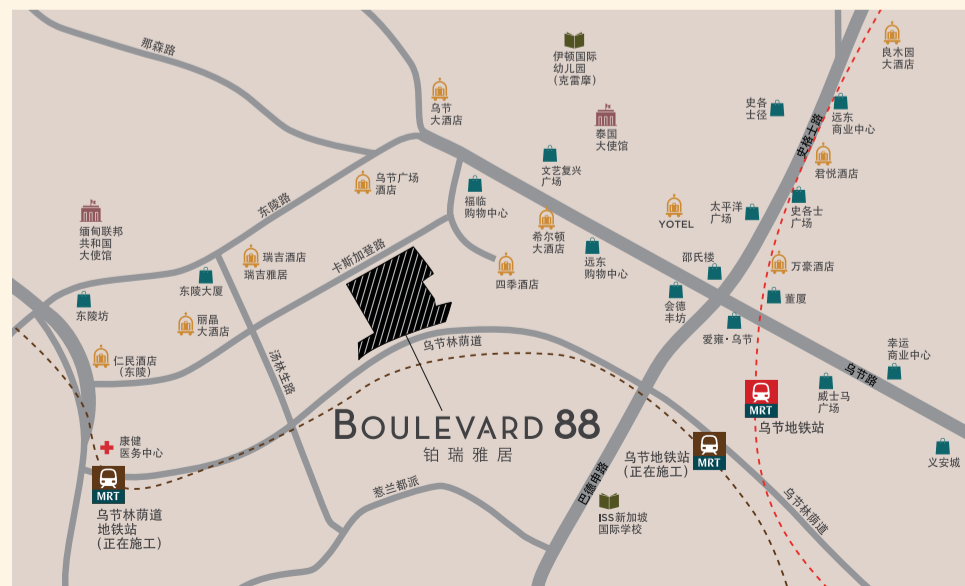 那森路
伊顿国际
幼儿园
(克雷摩)
良木园
大酒店
乌节
大酒店
泰国
大使馆
史各
士径
远东
商业中心
史格士路
君悦酒店
文艺复兴
广场
乌节广场
酒店
福临
购物中心
东陵路
缅甸联邦
共和国
大使馆
YOTEL
太平洋
广场
史各士
广场
希尔顿
大酒店
卡斯加登路
瑞吉酒店
瑞吉雅居
远东
购物中心
邵氏楼
万豪酒店
四季酒店
东陵大厦
东陵坊
会德
丰坊
董厦
丽晶
大酒店
爱雍·乌节
乌节林荫道
仁民酒店
(东陵)
汤林生路
幸运
商业中心
乌节路
威士马
广场
MRT
乌节地铁站
BOULEVARD 88
铂瑞雅居
康健
医务中心
乌节地铁站
(正在施工)
MRT
义安城
MRT
乌节林荫道
地铁站
(正在施工)
惹兰都派
巴德申路
乌节林荫道
ISS新加坡
国际学校